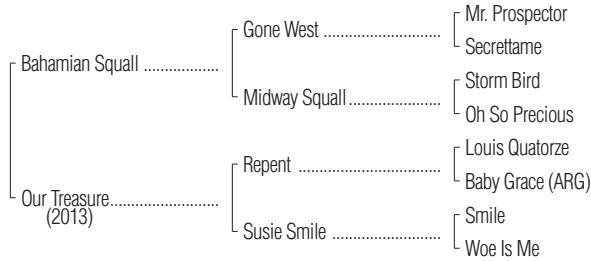 Mr. Prospector
Gone West
Secrettame
Bahamian Squall
Storm Bird
Midway Squall
Oh So Precious
Louis Quatorze
Repent
Baby Grace (ARG)
Our Treasure
(2013)
Smile
Susie Smile
Woe Is Me